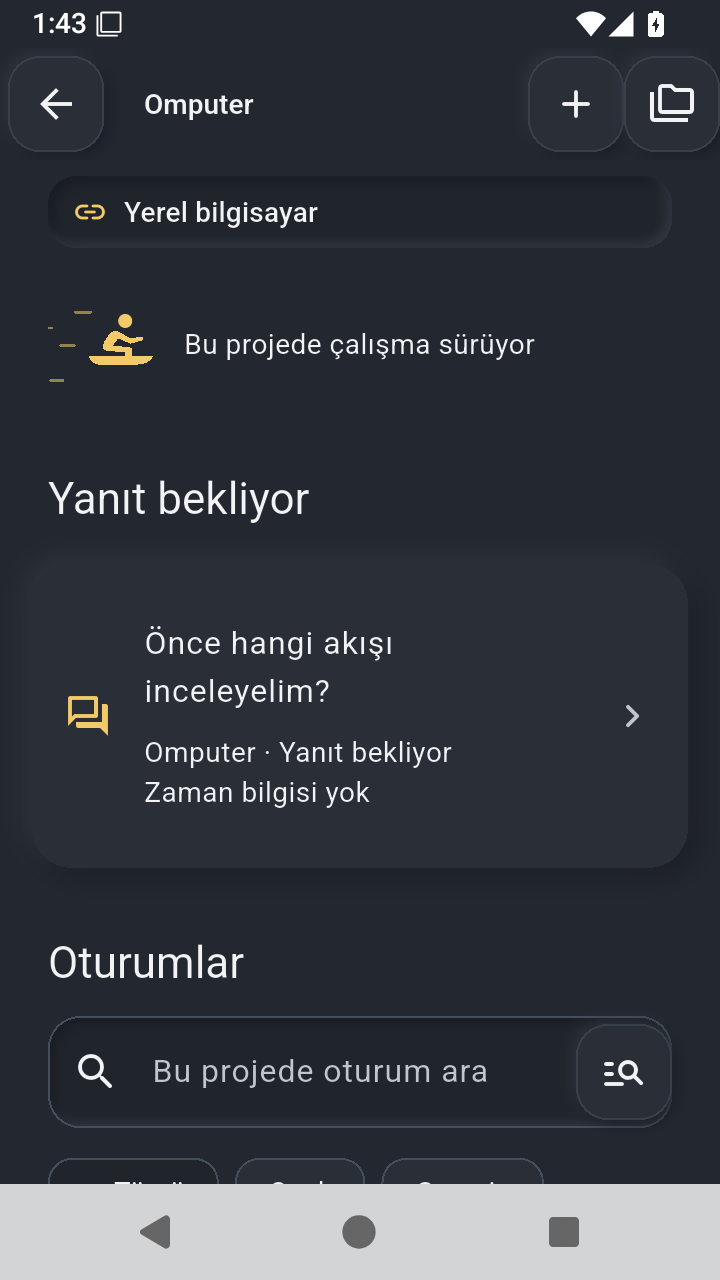 1:43
Omputer
Yerel bilgisayar
Bu projede çalışma sürüyor
Yanıt bekliyor
Önce hangi akışı
inceleyelim?
Omputer · Yanıt bekliyor
Zaman bilgisi yok
Oturumlar
Bu projede oturum ara